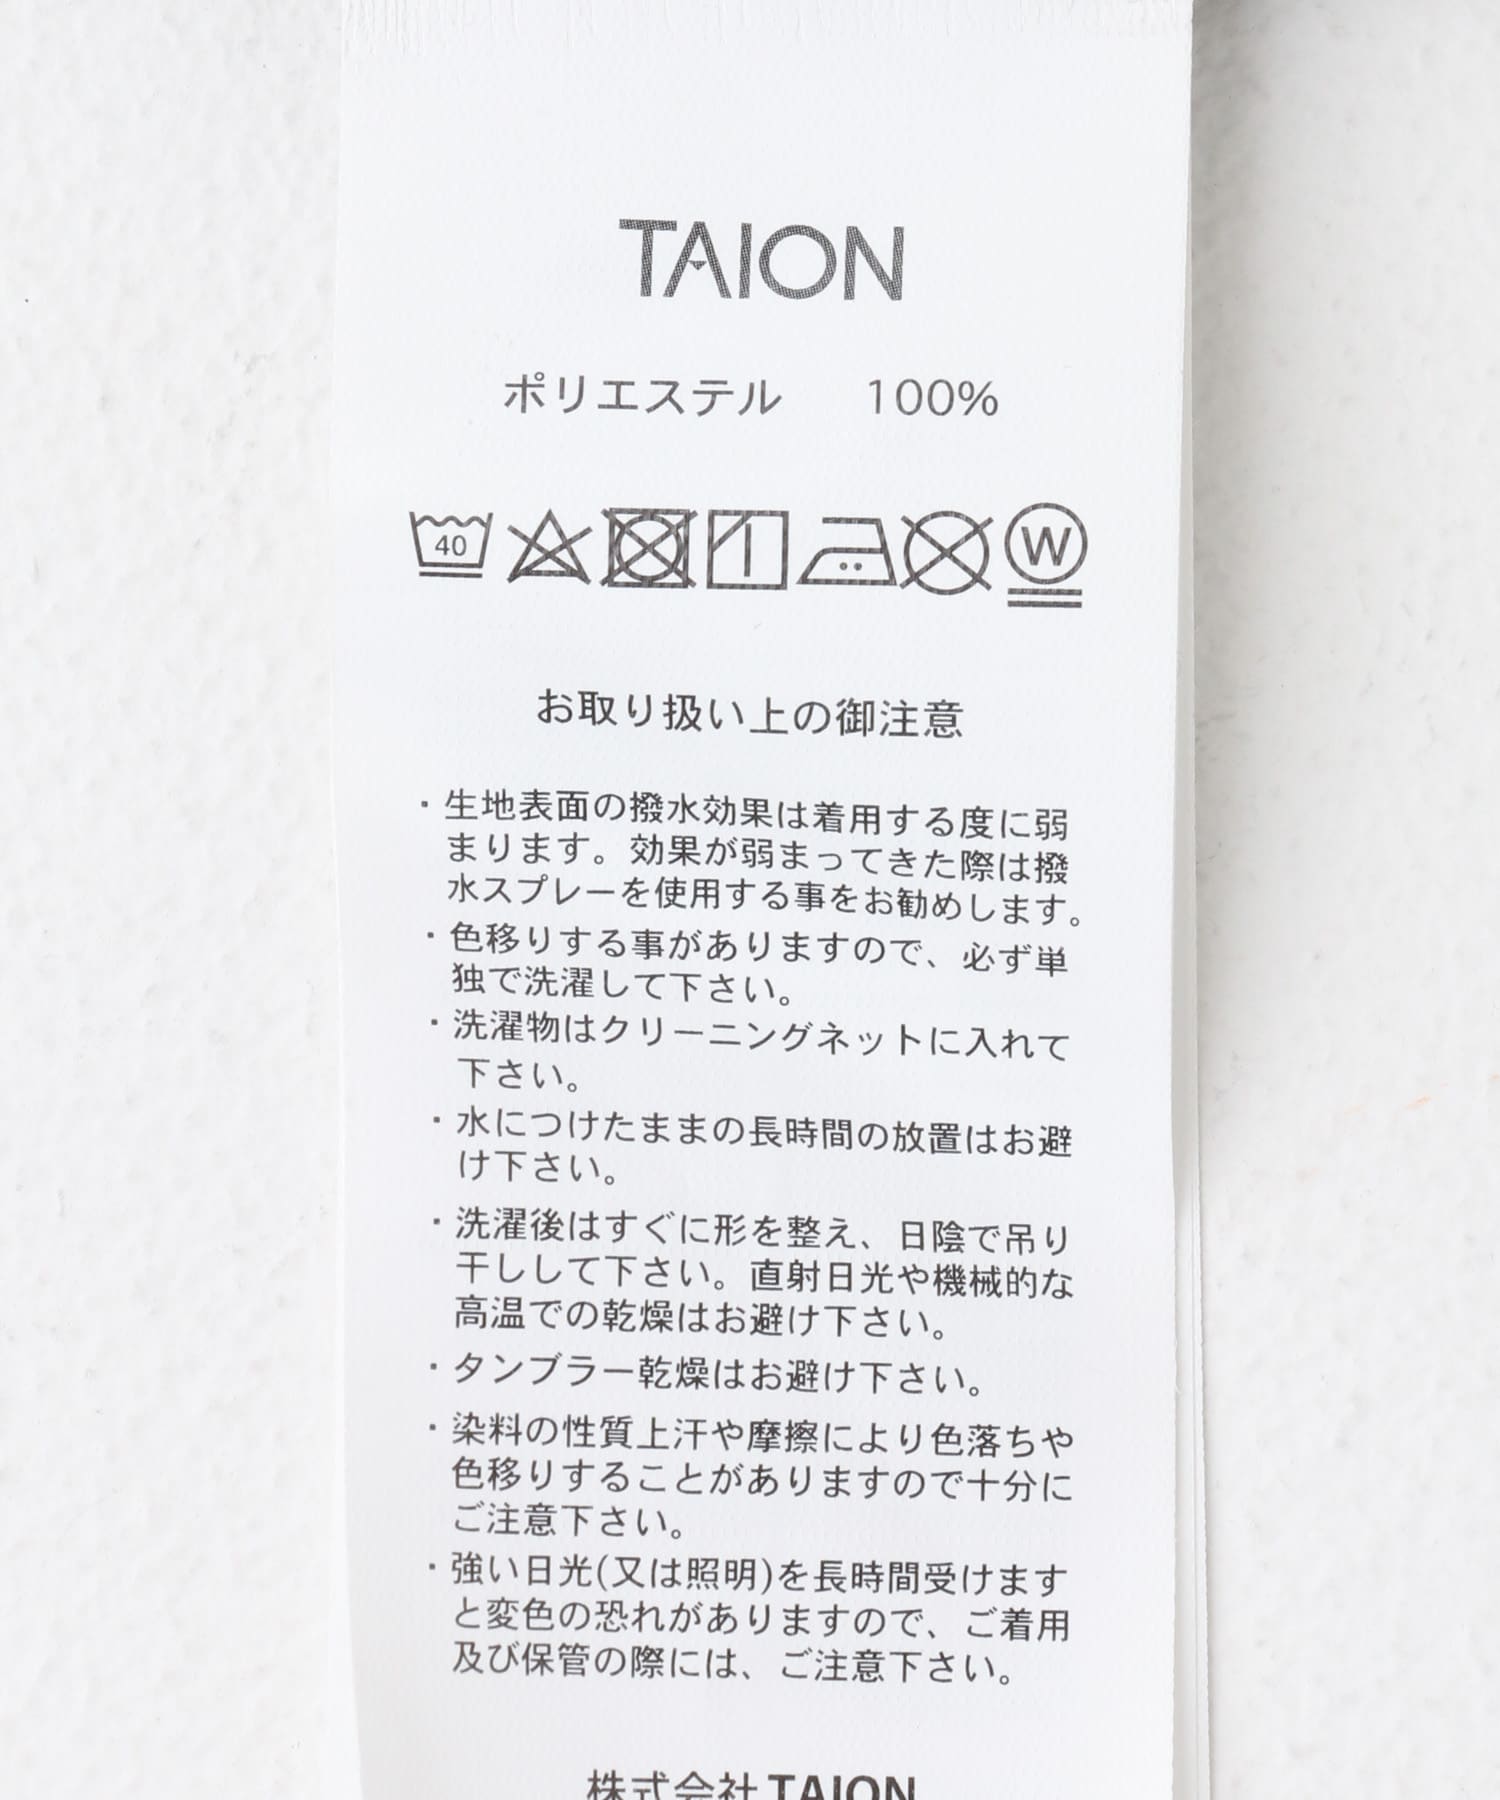 TAION
ポリエステル 100%
40
W
お取り扱い上の御注意
・生地表面の撥水効果は着用する度に弱
まります。効果が弱まってきた際は撥
水スプレーを使用する事をお勧めします。
・色移りする事がありますので、必ず単
独で洗濯して下さい。
・洗濯物はクリーニングネットに入れて
下さい。
・水につけたままの長時間の放置はお避
け下さい。
・洗濯後はすぐに形を整え、日陰で吊り
干しして下さい。直射日光や機械的な
高温での乾燥はお避け下さい。
・タンブラー乾燥はお避け下さい。
・染料の性質上汗や摩擦により色落ちや
色移りすることがありますので十分に
ご注意下さい。
・強い日光(又は照明)を長時間受けます
と変色の恐れがありますので、ご着用
及び保管の際には、ご注意下さい。
株式会社TAION